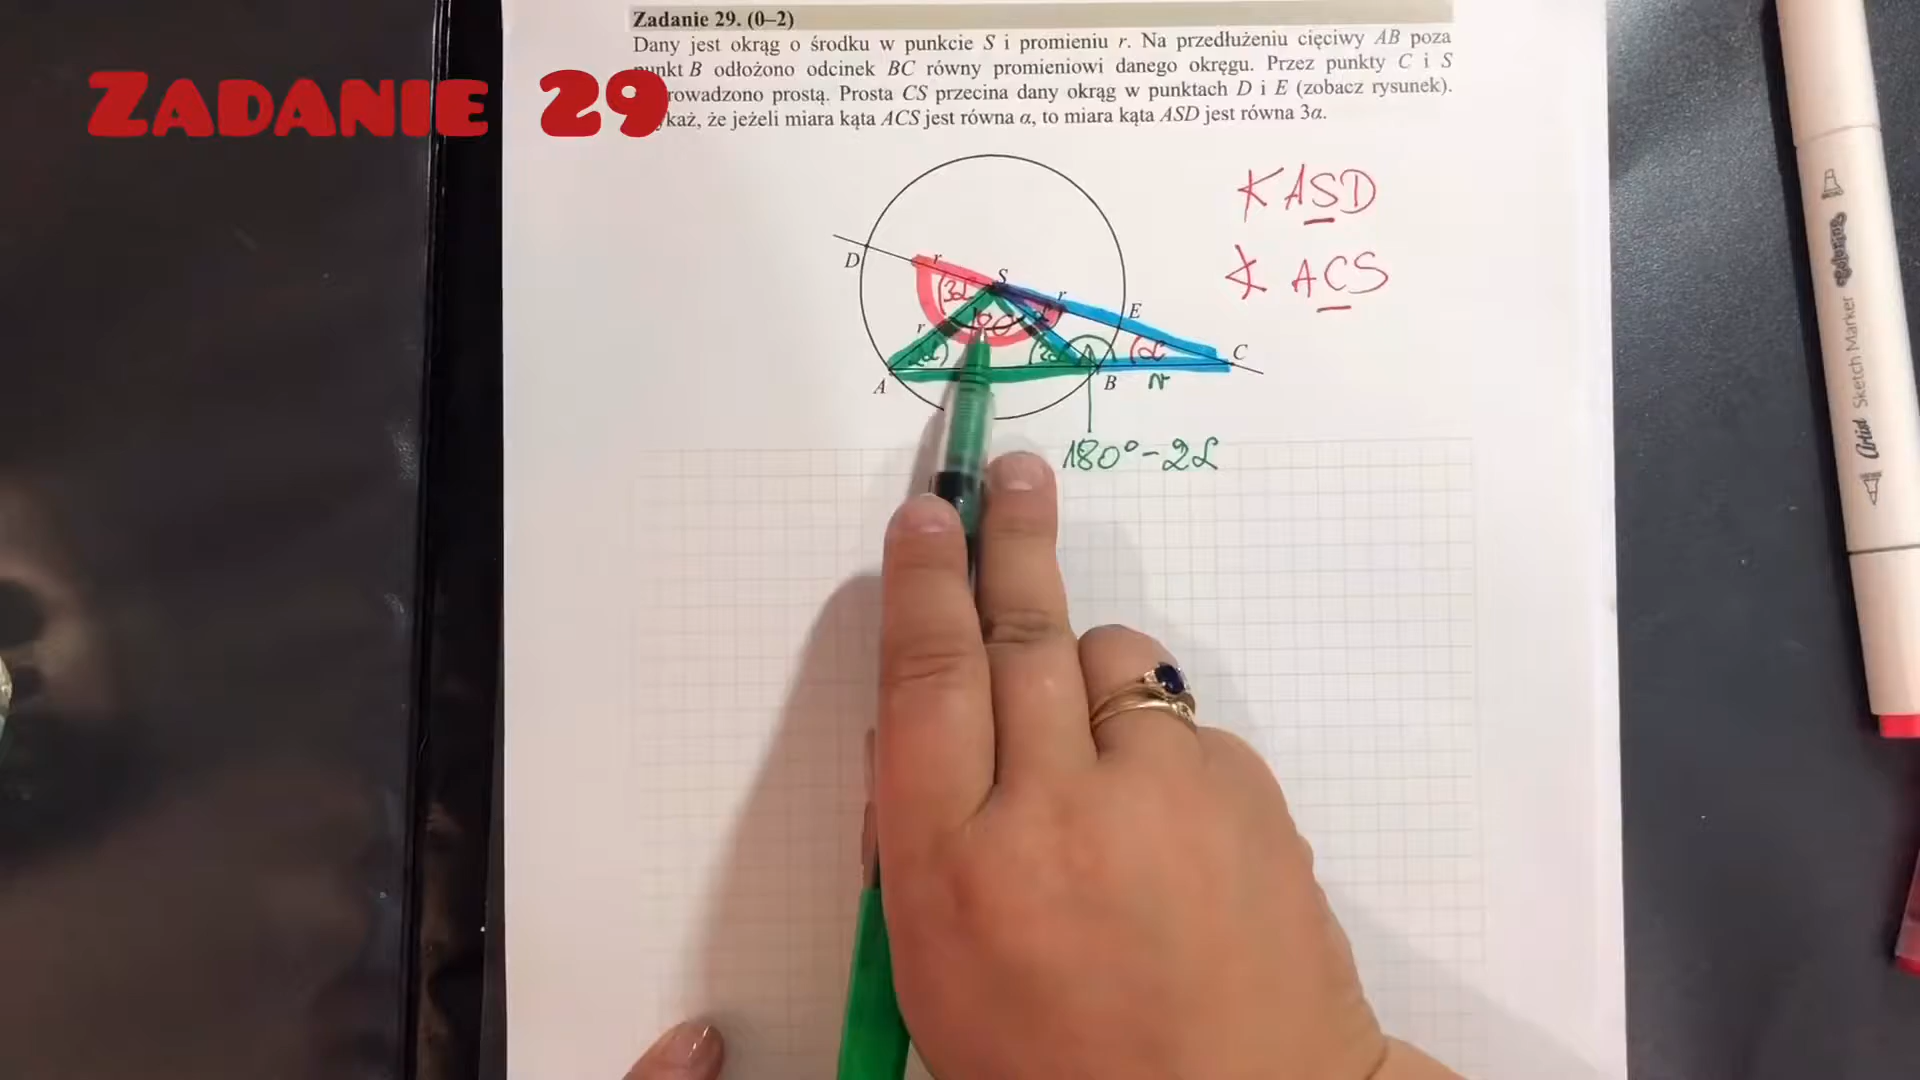 ZADANIE 29
Zadanie 29. (0–2)
Dany jest okrąg o środku w punkcie S i promieniu r. Na przedłużeniu cięciwy AB poza
punkt B odłożono odcinek BC równy promieniowi danego okręgu. Przez punkty C i S
rowadzono prostą. Prosta CS przecina dany okrąg w punktach D i E (zobacz rysunek).
każ, że jeżeli miara kąta ACS jest równa α, to miara kąta ASD jest równa 3α.
∢ASD
∢ ACS
D
r
S
3α
r
E
r
α
C
A
2α
2α
B
r
180°-2α
Artist Sketch Marker